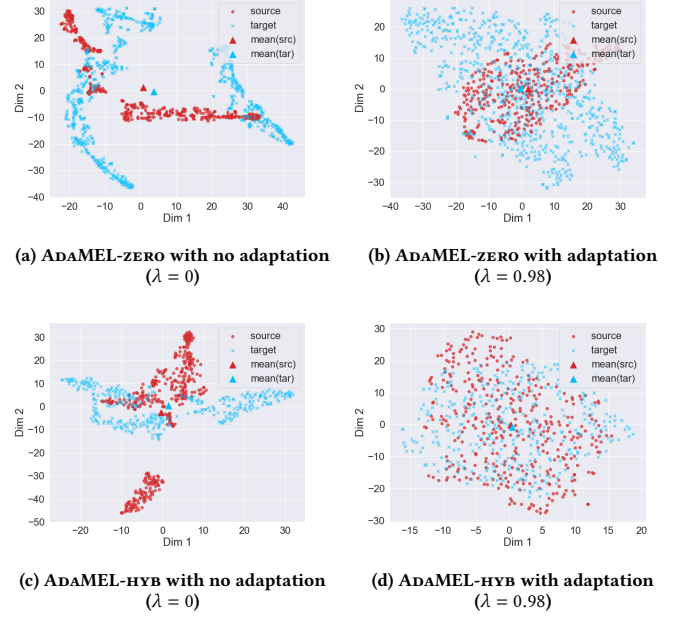 30
20
10
0
−10
−20
−30
−40
Dim 2
−20
−10
0
10
20
30
40
Dim 1
source
target
mean(src)
mean(tar)
(a) AdaMEL-zero with no adaptation
(λ = 0)
20
10
0
−10
−20
−30
Dim 2
−40
−30
−20
−10
0
10
20
30
Dim 1
source
target
mean(src)
mean(tar)
(b) AdaMEL-zero with adaptation
(λ = 0.98)
30
20
10
0
−10
−20
−30
−40
−50
Dim 2
−20
−10
0
10
20
30
Dim 1
source
target
mean(src)
mean(tar)
(c) AdaMEL-hyb with no adaptation
(λ = 0)
30
20
10
0
−10
−20
−30
Dim 2
−15
−10
−5
0
5
10
15
20
Dim 1
source
target
mean(src)
mean(tar)
(d) AdaMEL-hyb with adaptation
(λ = 0.98)